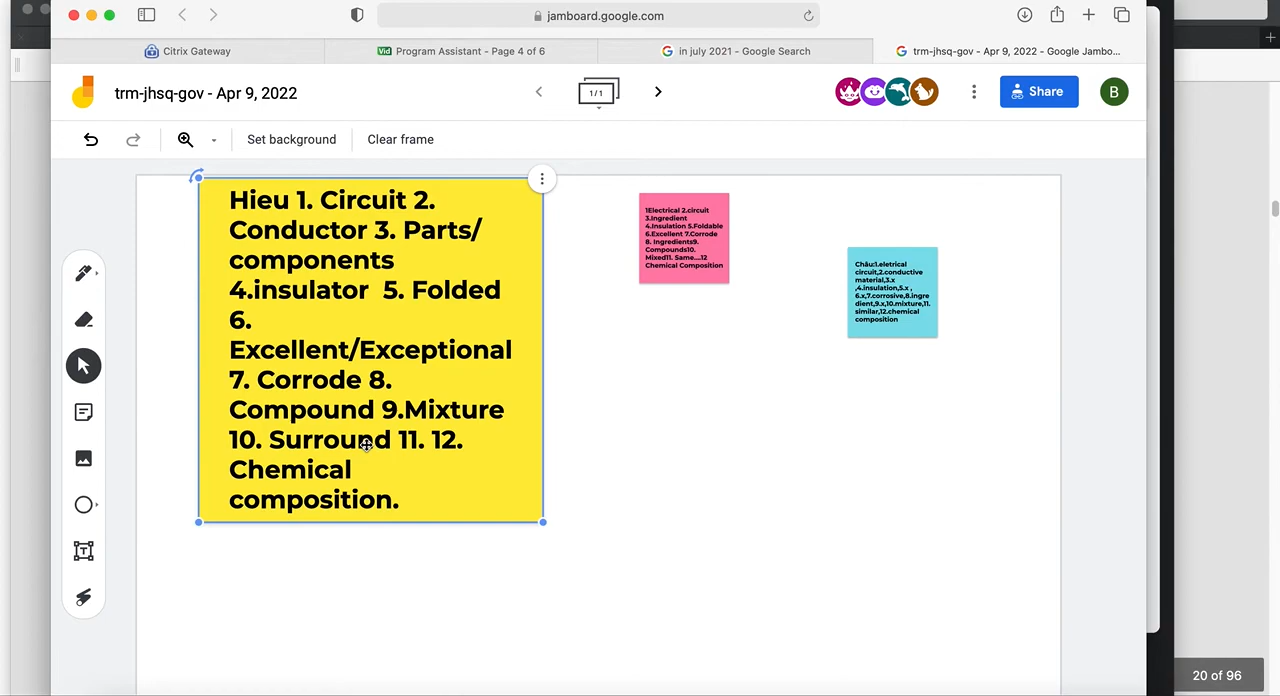 jamboard.google.com
Citrix Gateway
Vid Program Assistant - Page 4 of 6
G in july 2021 - Google Search
G trm-jhsq-gov - Apr 9, 2022 - Google Jambo...
trm-jhsq-gov - Apr 9, 2022
1/1
Share
B
Set background
Clear frame
Hieu 1. Circuit 2.
Conductor 3. Parts/
components
4.insulator 5. Folded
6.
Excellent/Exceptional
7. Corrode 8.
Compound 9.Mixture
10. Surround 11. 12.
Chemical
composition.
1Electrical 2.circuit
3.Ingredient
4.Insulation 5.Foldable
6.Excellent 7.Corrode
8. Ingredients9.
Compounds10.
Mixed11. Same....12
Chemical Composition
Châu:1.eletrical
circuit,2.conductive
material,3.x
,4.insulation,5.x ,
6.x,7.corrosive,8.ingre
dient,9.x,10.mixture,11.
similar,12.chemical
composition
20 of 96